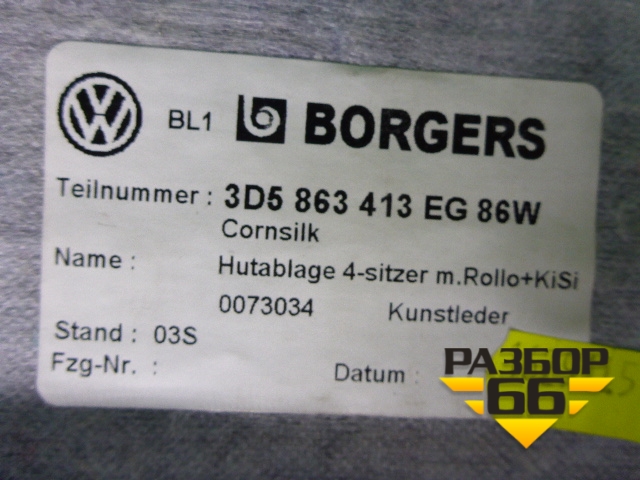 BL1 BORGERS
Teilnummer : 3D5 863 413 EG 86W
Cornsilk
Name : Hutablage 4-sitzer m.Rollo+KiSi
0073034 Kunstleder
Stand : 03S
Fzg-Nr. :
Datum :
РАЗБОР
66